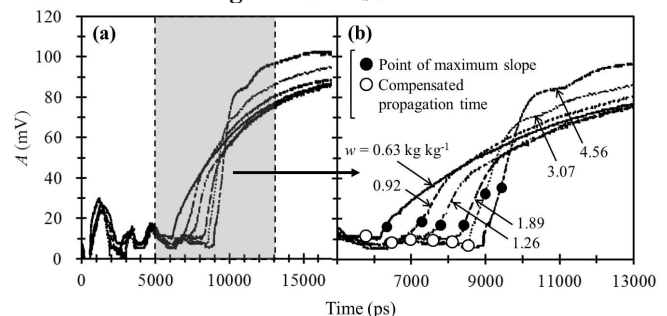 120
100
80
60
40
20
0
A (mV)
(a)
(b)
Point of maximum slope
Compensated
propagation time
w = 0.63 kg kg-1
0.92
4.56
3.07
1.89
1.26
0 5000 10000 15000
5000 7000 9000 11000 13000
Time (ps)